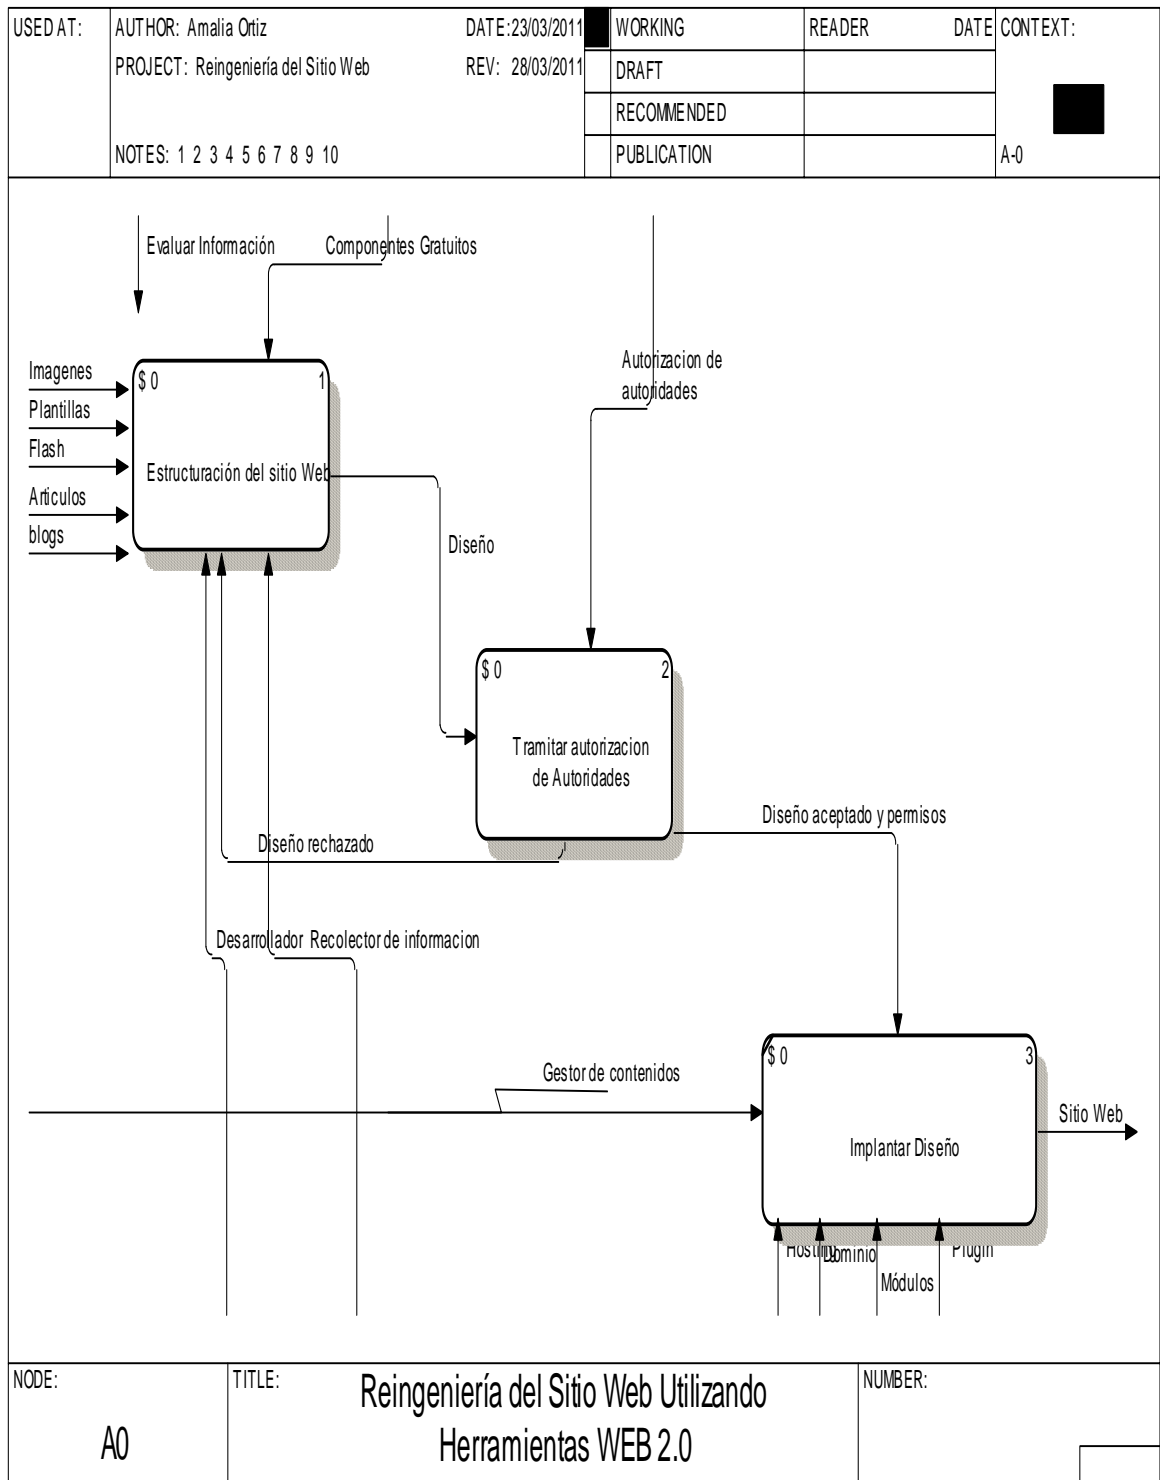 USED AT:
AUTHOR: Amalia Ortiz
DATE:23/03/2011
WORKING
READER
DATE
CONTEXT:
PROJECT: Reingeniería del Sitio Web
REV: 28/03/2011
DRAFT
RECOMMENDED
NOTES: 1 2 3 4 5 6 7 8 9 10
PUBLICATION
A-0
Evaluar Información
Componentes Gratuitos
Autorizacion de
autoridades
Imagenes
Plantillas
Flash
Articulos
blogs
$ 0
1
Estructuración del sitio Web
Diseño
$ 0
2
Tramitar autorizacion
de Autoridades
Diseño aceptado y permisos
Diseño rechazado
Desarrollador
Recolector de informacion
Gestor de contenidos
$ 0
3
Implantar Diseño
Sitio Web
Hosting
Dominio
Módulos
Plugin
NODE:
A0
TITLE:
Reingeniería del Sitio Web Utilizando
Herramientas WEB 2.0
NUMBER: